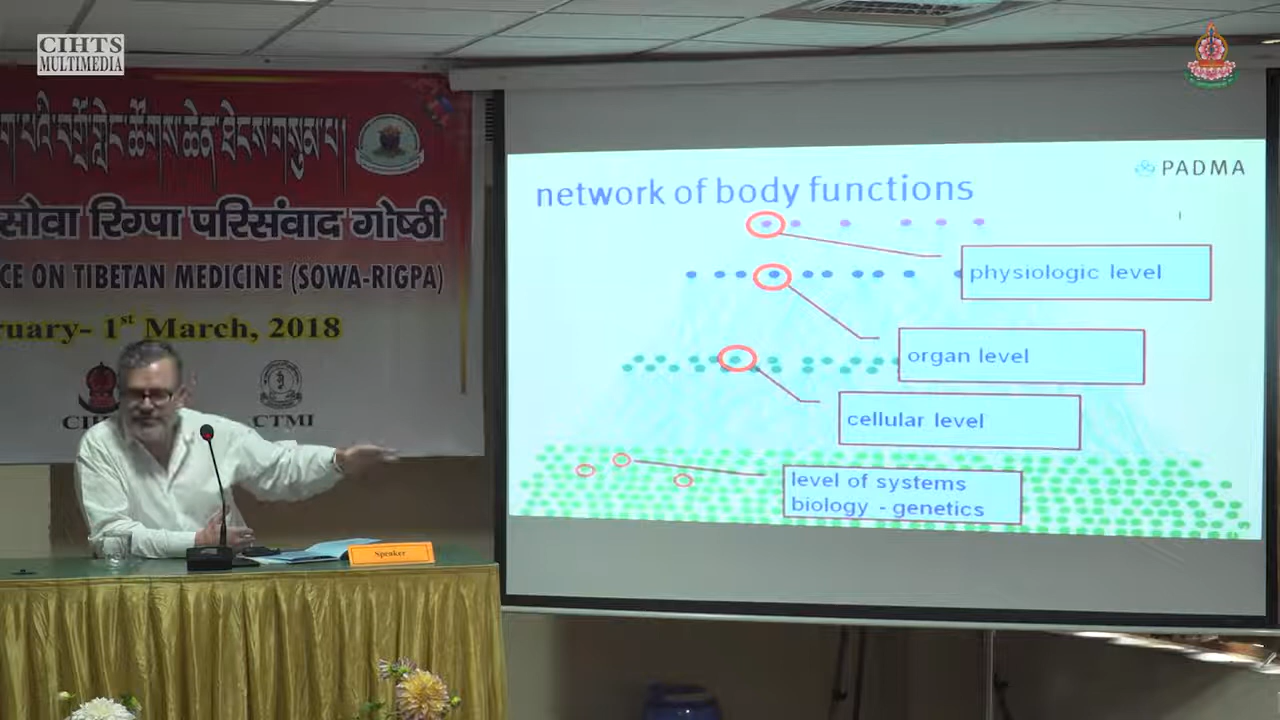 CIHTS
MULTIMEDIA
སོવા रिग्पा परिसंवाद गोष्ठी
CE ON TIBETAN MEDICINE (SOWA-RIGPA)
ruary- 1st March, 2018
CTMI
Speaker
PADMA
network of body functions
physiologic level
organ level
cellular level
level of systems
biology - genetics